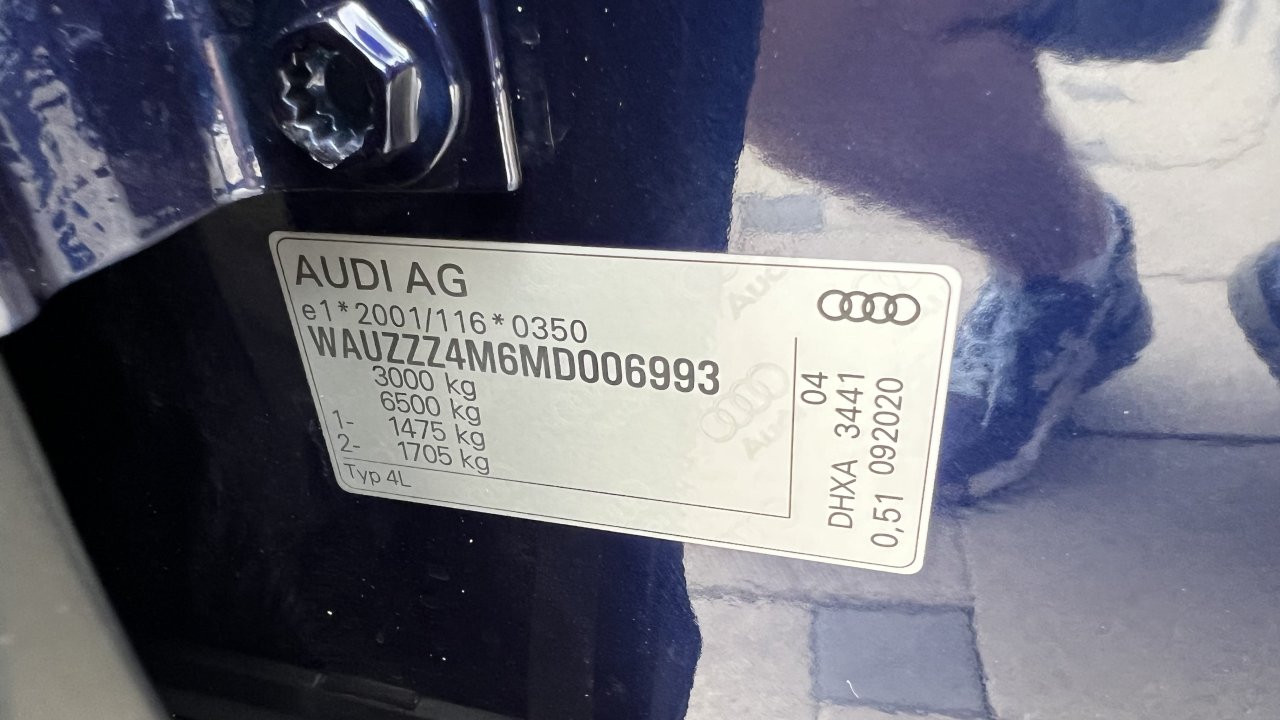 AUDI AG
e1*2001/116*0350
WAUZZZ4M6MD006993
3000 kg
6500 kg
1- 1475 kg
2- 1705 kg
Typ 4L
04
DHXA 3441
0,51 092020